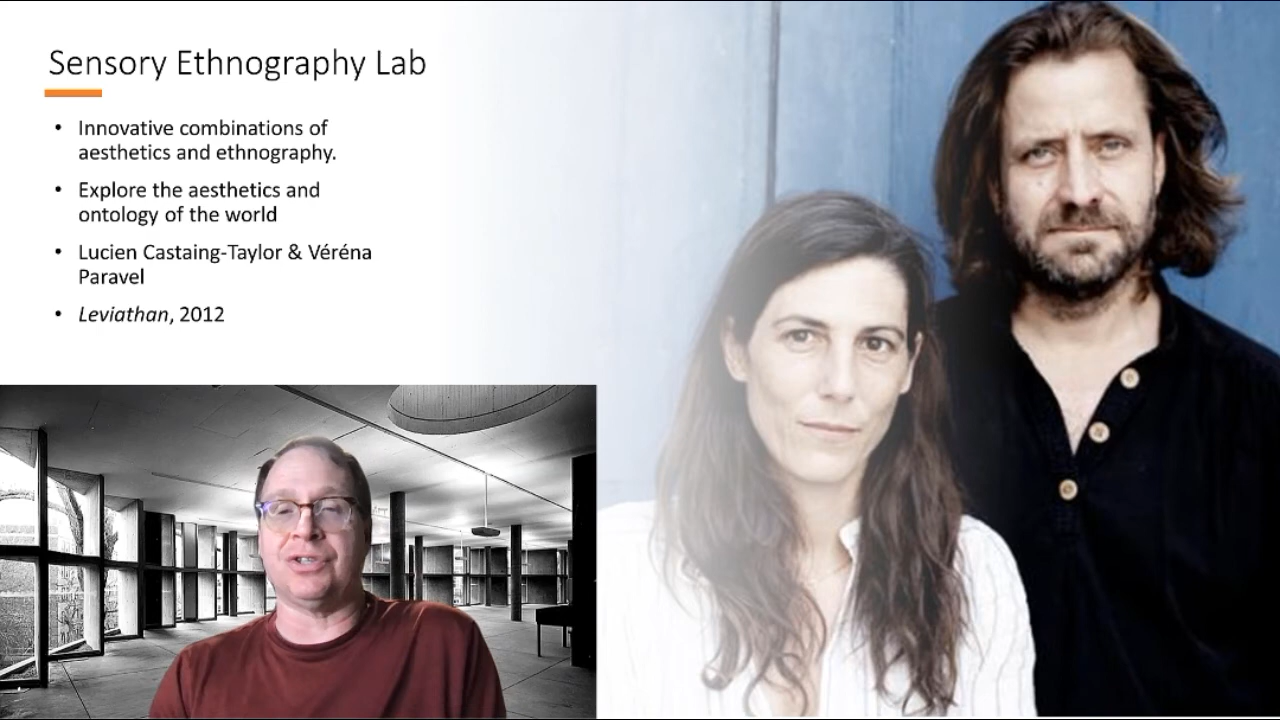 Sensory Ethnography Lab
• Innovative combinations of
aesthetics and ethnography.
• Explore the aesthetics and
ontology of the world
• Lucien Castaing-Taylor & Véréna
Paravel
• Leviathan, 2012